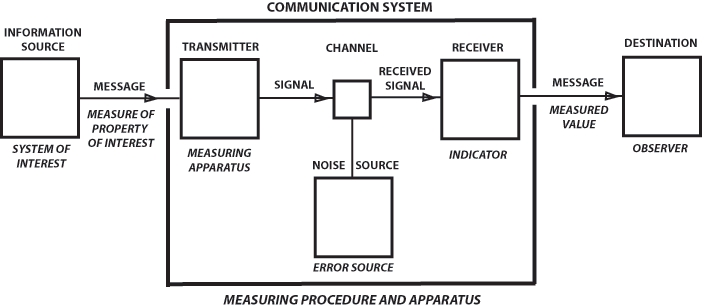 COMMUNICATION SYSTEM
INFORMATION
SOURCE
TRANSMITTER
CHANNEL
RECEIVER
DESTINATION
MESSAGE
SIGNAL
RECEIVED
SIGNAL
MESSAGE
MEASURE OF
PROPERTY
OF INTEREST
MEASURED
VALUE
SYSTEM OF
INTEREST
MEASURING
APPARATUS
INDICATOR
OBSERVER
NOISE SOURCE
ERROR SOURCE
MEASURING PROCEDURE AND APPARATUS